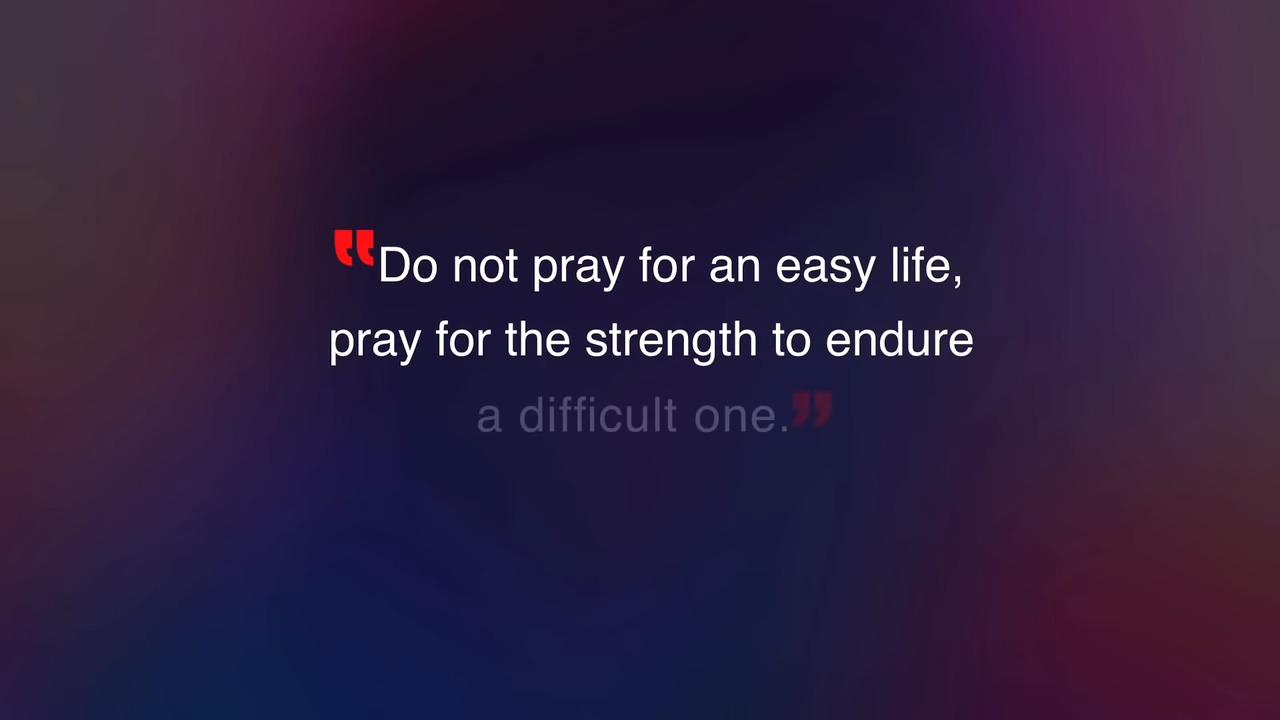 “Do not pray for an easy life,
pray for the strength to endure
a difficult one.”